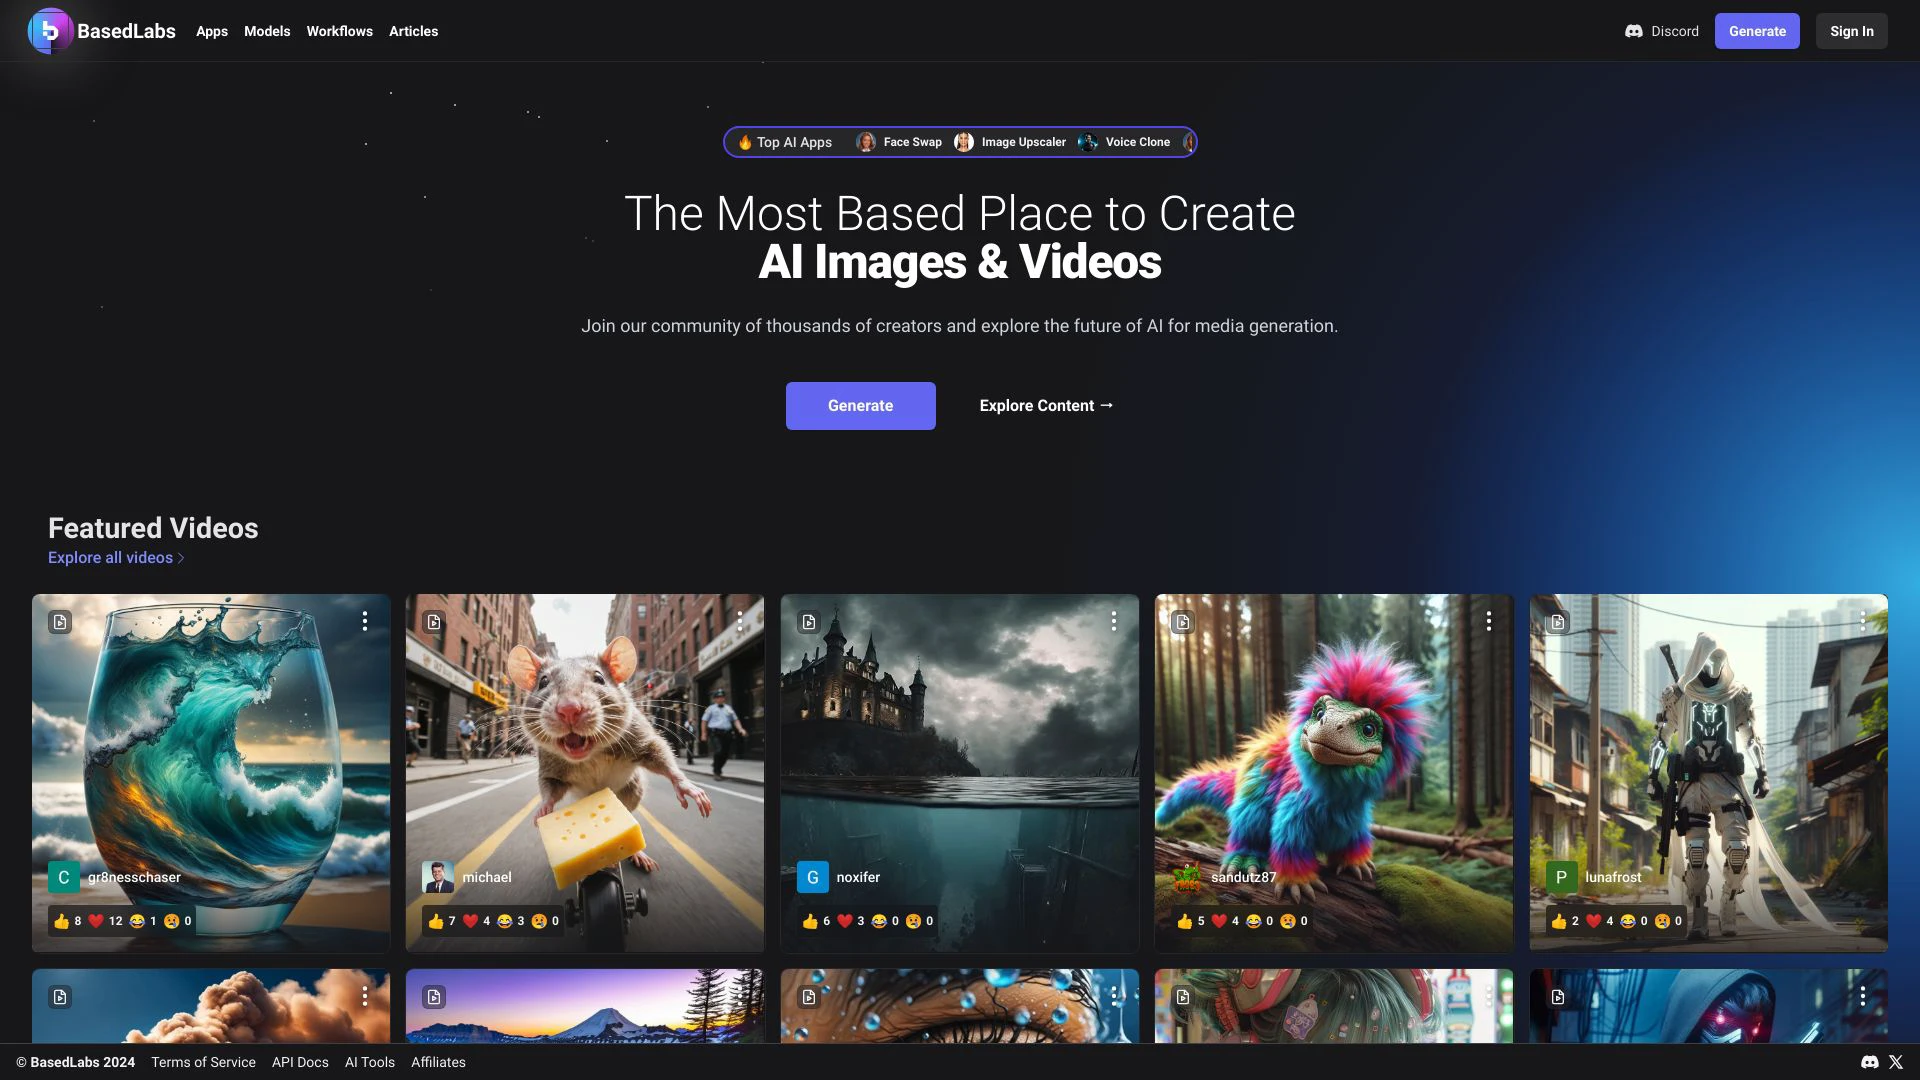 BasedLabs Apps Models Workflows Articles Discord Generate Sign In
🔥 Top AI Apps Face Swap Image Upscaler Voice Clone
The Most Based Place to Create
AI Images & Videos
Join our community of thousands of creators and explore the future of AI for media generation.
Generate Explore Content →
Featured Videos
Explore all videos
C gr8nesschaser
👍 8 ❤️ 12 😂 1 😢 0
michael
👍 7 ❤️ 4 😂 3 😢 0
G noxifer
👍 6 ❤️ 3 😂 0 😢 0
sandutz87
👍 5 ❤️ 4 😂 0 😢 0
P lunafrost
👍 2 ❤️ 4 😂 0 😢 0
© BasedLabs 2024 Terms of Service API Docs AI Tools Affiliates